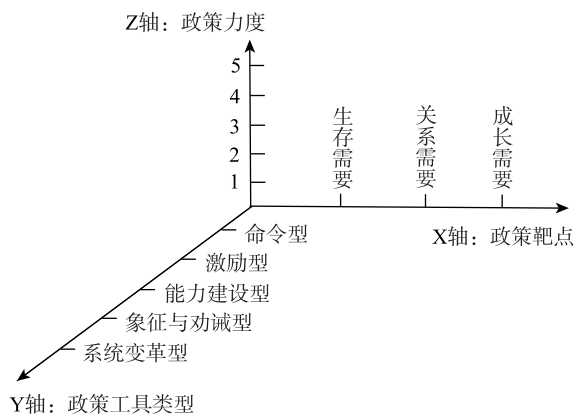 Z轴：政策力度
5
4
3
2
1
生存需要
关系需要
成长需要
X轴：政策靶点
命令型
激励型
能力建设型
象征与劝诫型
系统变革型
Y轴：政策工具类型